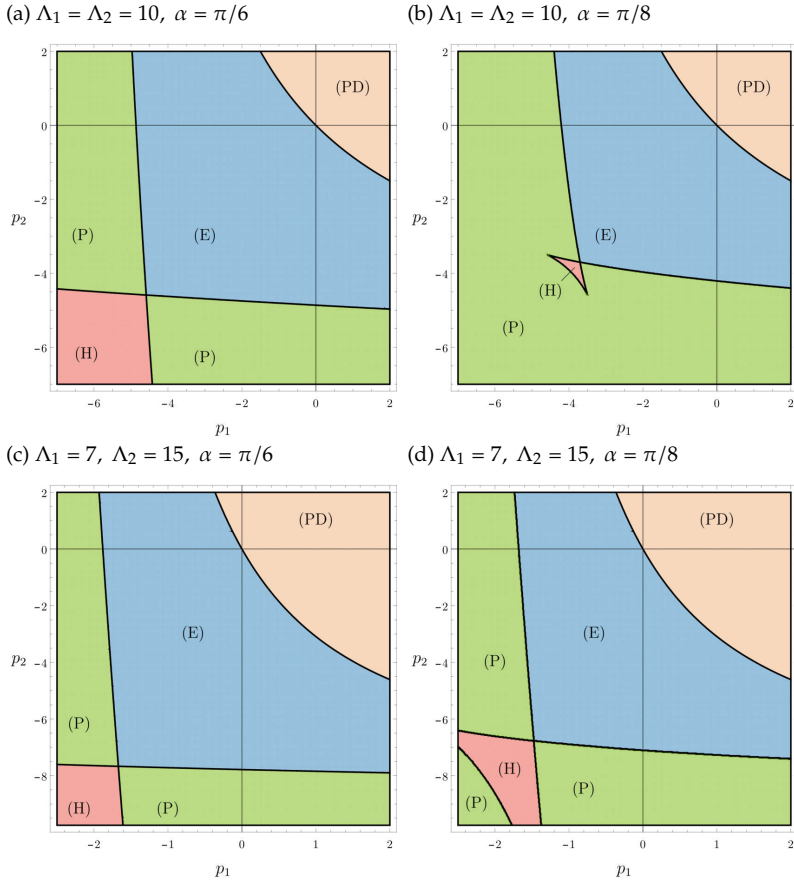 (a) Λ₁ = Λ₂ = 10, α = π/6
(b) Λ₁ = Λ₂ = 10, α = π/8
2
0
−2
−4
−6
p₂
(PD)
(P)
(E)
(H)
(P)
−6 −4 −2 0 2
p₁
2
0
−2
−4
−6
p₂
(PD)
(E)
(H)
(P)
−6 −4 −2 0 2
p₁
(c) Λ₁ = 7, Λ₂ = 15, α = π/6
(d) Λ₁ = 7, Λ₂ = 15, α = π/8
2
0
−2
−4
−6
−8
p₂
(PD)
(E)
(P)
(H)
(P)
−2 −1 0 1 2
p₁
2
0
−2
−4
−6
−8
p₂
(PD)
(E)
(P)
(H)
(P)
(P)
−2 −1 0 1 2
p₁